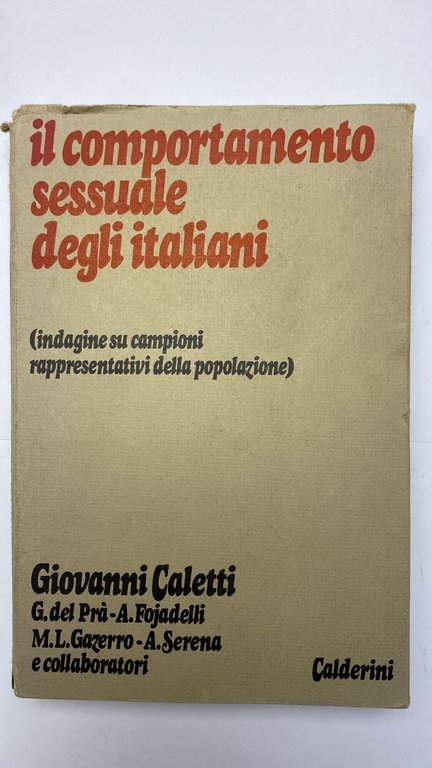 il comportamento
sessuale
degli italiani
(indagine su campioni
rappresentativi della popolazione)
Giovanni Caletti
G. del Prà-A. Fojadelli
M.L. Gazerro-A. Serena
e collaboratori
Calderini